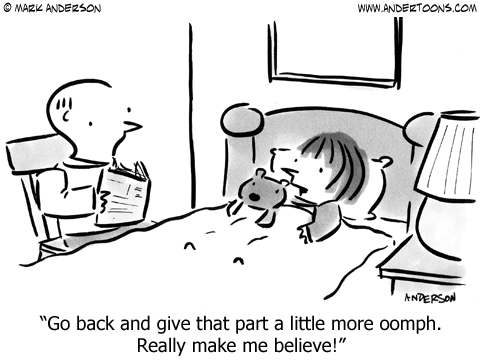 © MARK ANDERSON
WWW.ANDERTOONS.COM
ANDERSON
“Go back and give that part a little more oomph.
Really make me believe!”